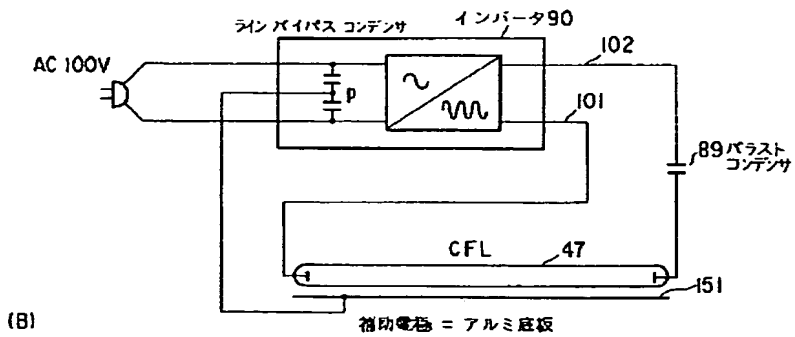 ライン バイパス コンデンサ
インバータ90
AC 100V
P
102
101
89 バラスト
コンデンサ
CFL
47
151
(B)
補助電極 = アルミ底板